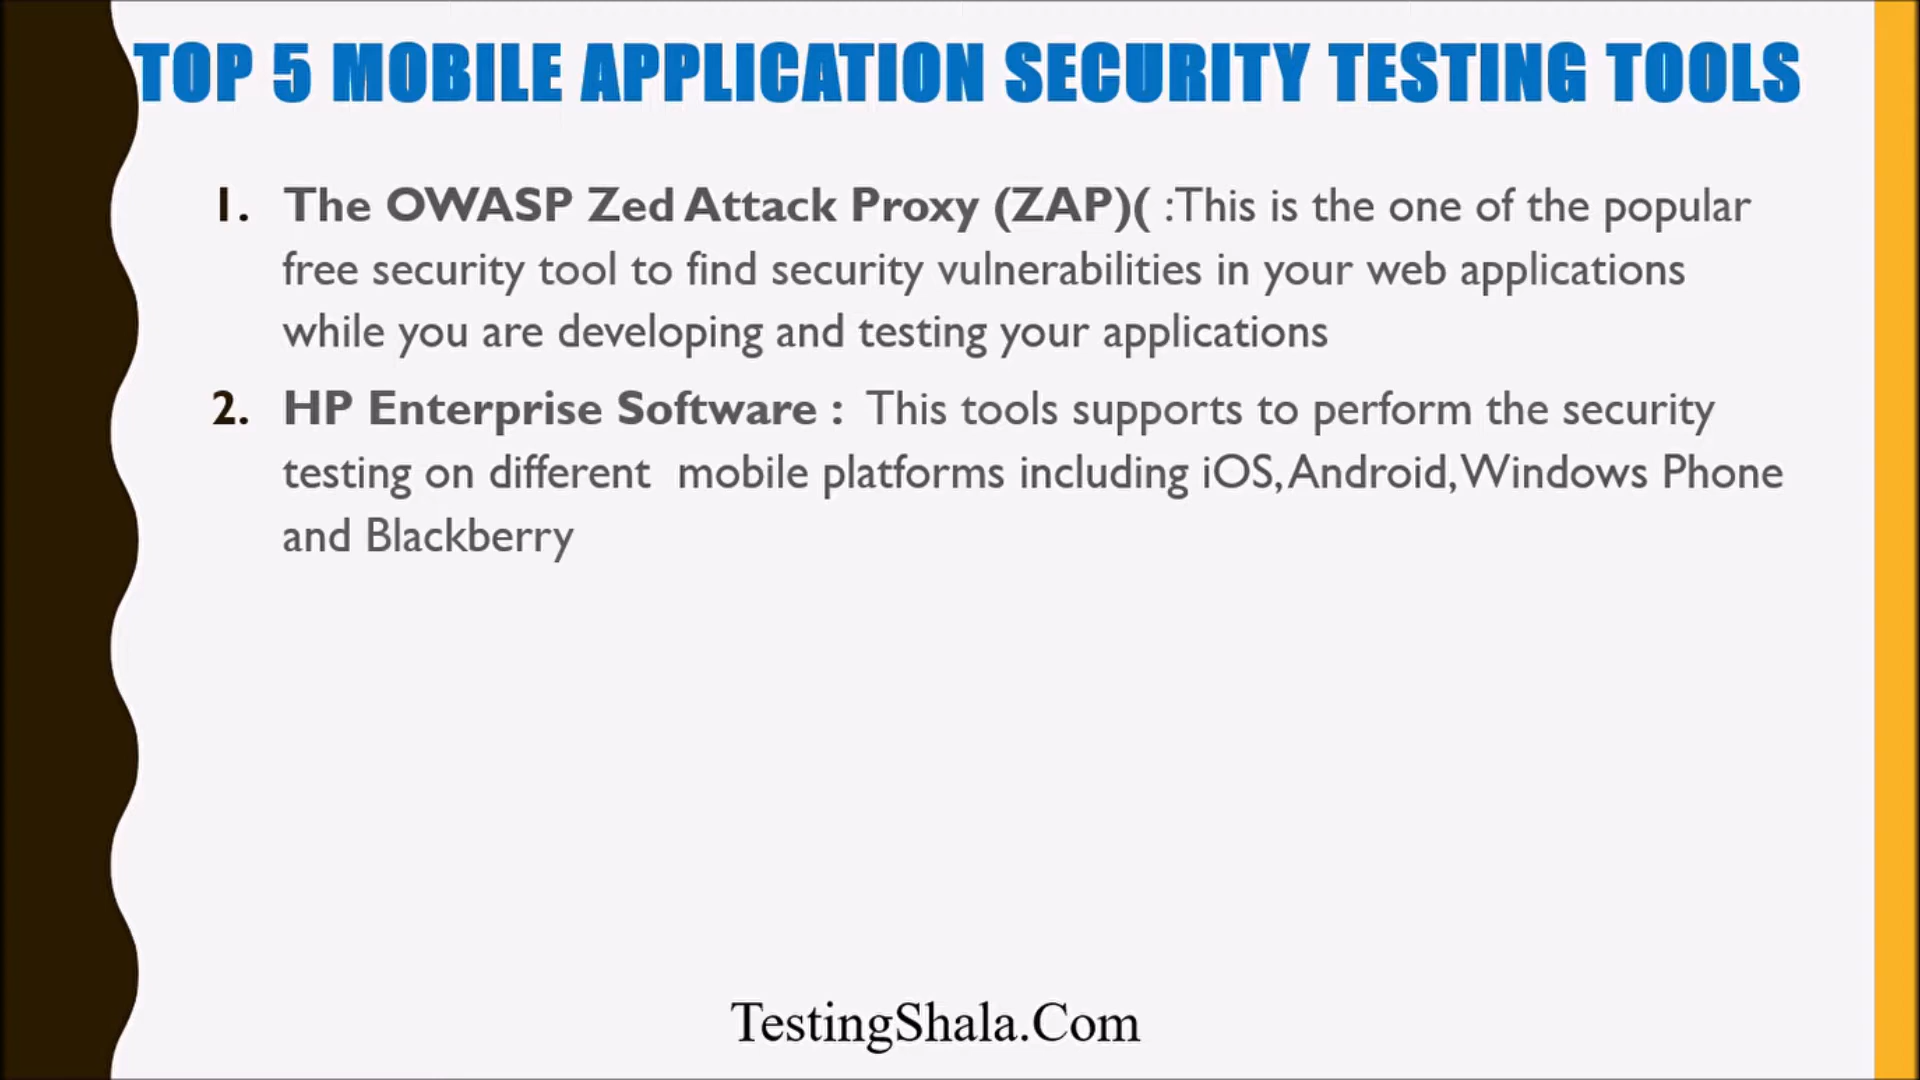 TOP 5 MOBILE APPLICATION SECURITY TESTING TOOLS
1. The OWASP Zed Attack Proxy (ZAP)( :This is the one of the popular
free security tool to find security vulnerabilities in your web applications
while you are developing and testing your applications
2. HP Enterprise Software :  This tools supports to perform the security
testing on different  mobile platforms including iOS,Android,Windows Phone
and Blackberry
TestingShala.Com